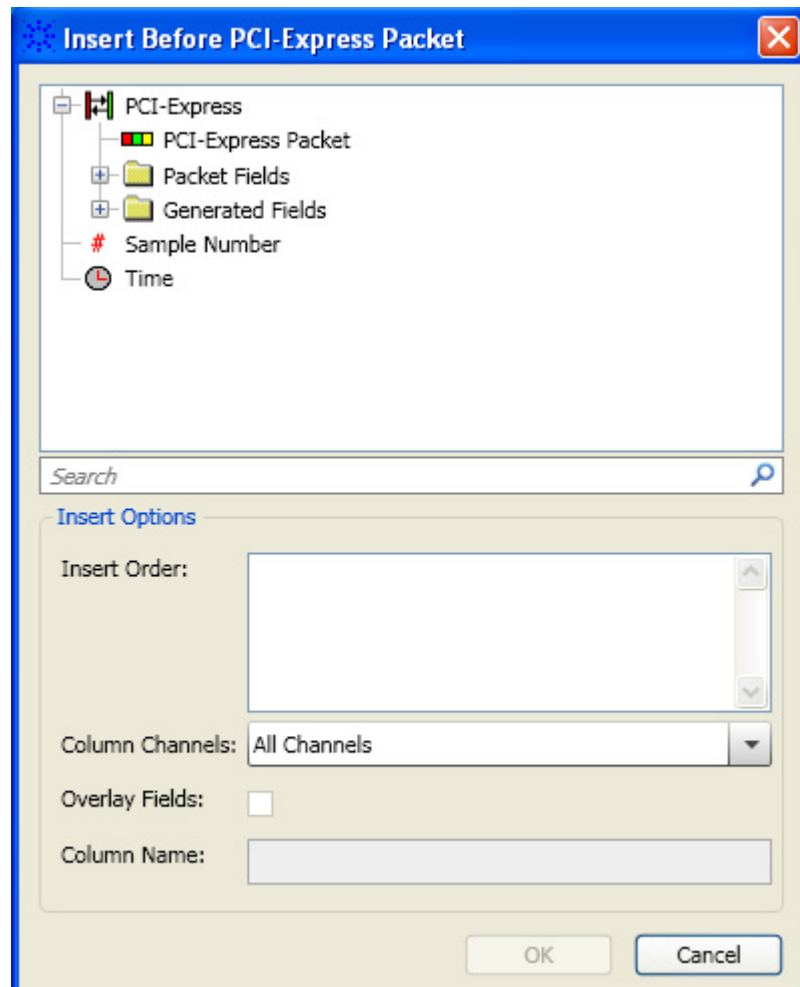 Insert Before PCI-Express Packet
PCI-Express
PCI-Express Packet
Packet Fields
Generated Fields
# Sample Number
Time
Search
Insert Options
Insert Order:
Column Channels: All Channels
Overlay Fields:
Column Name:
OK Cancel